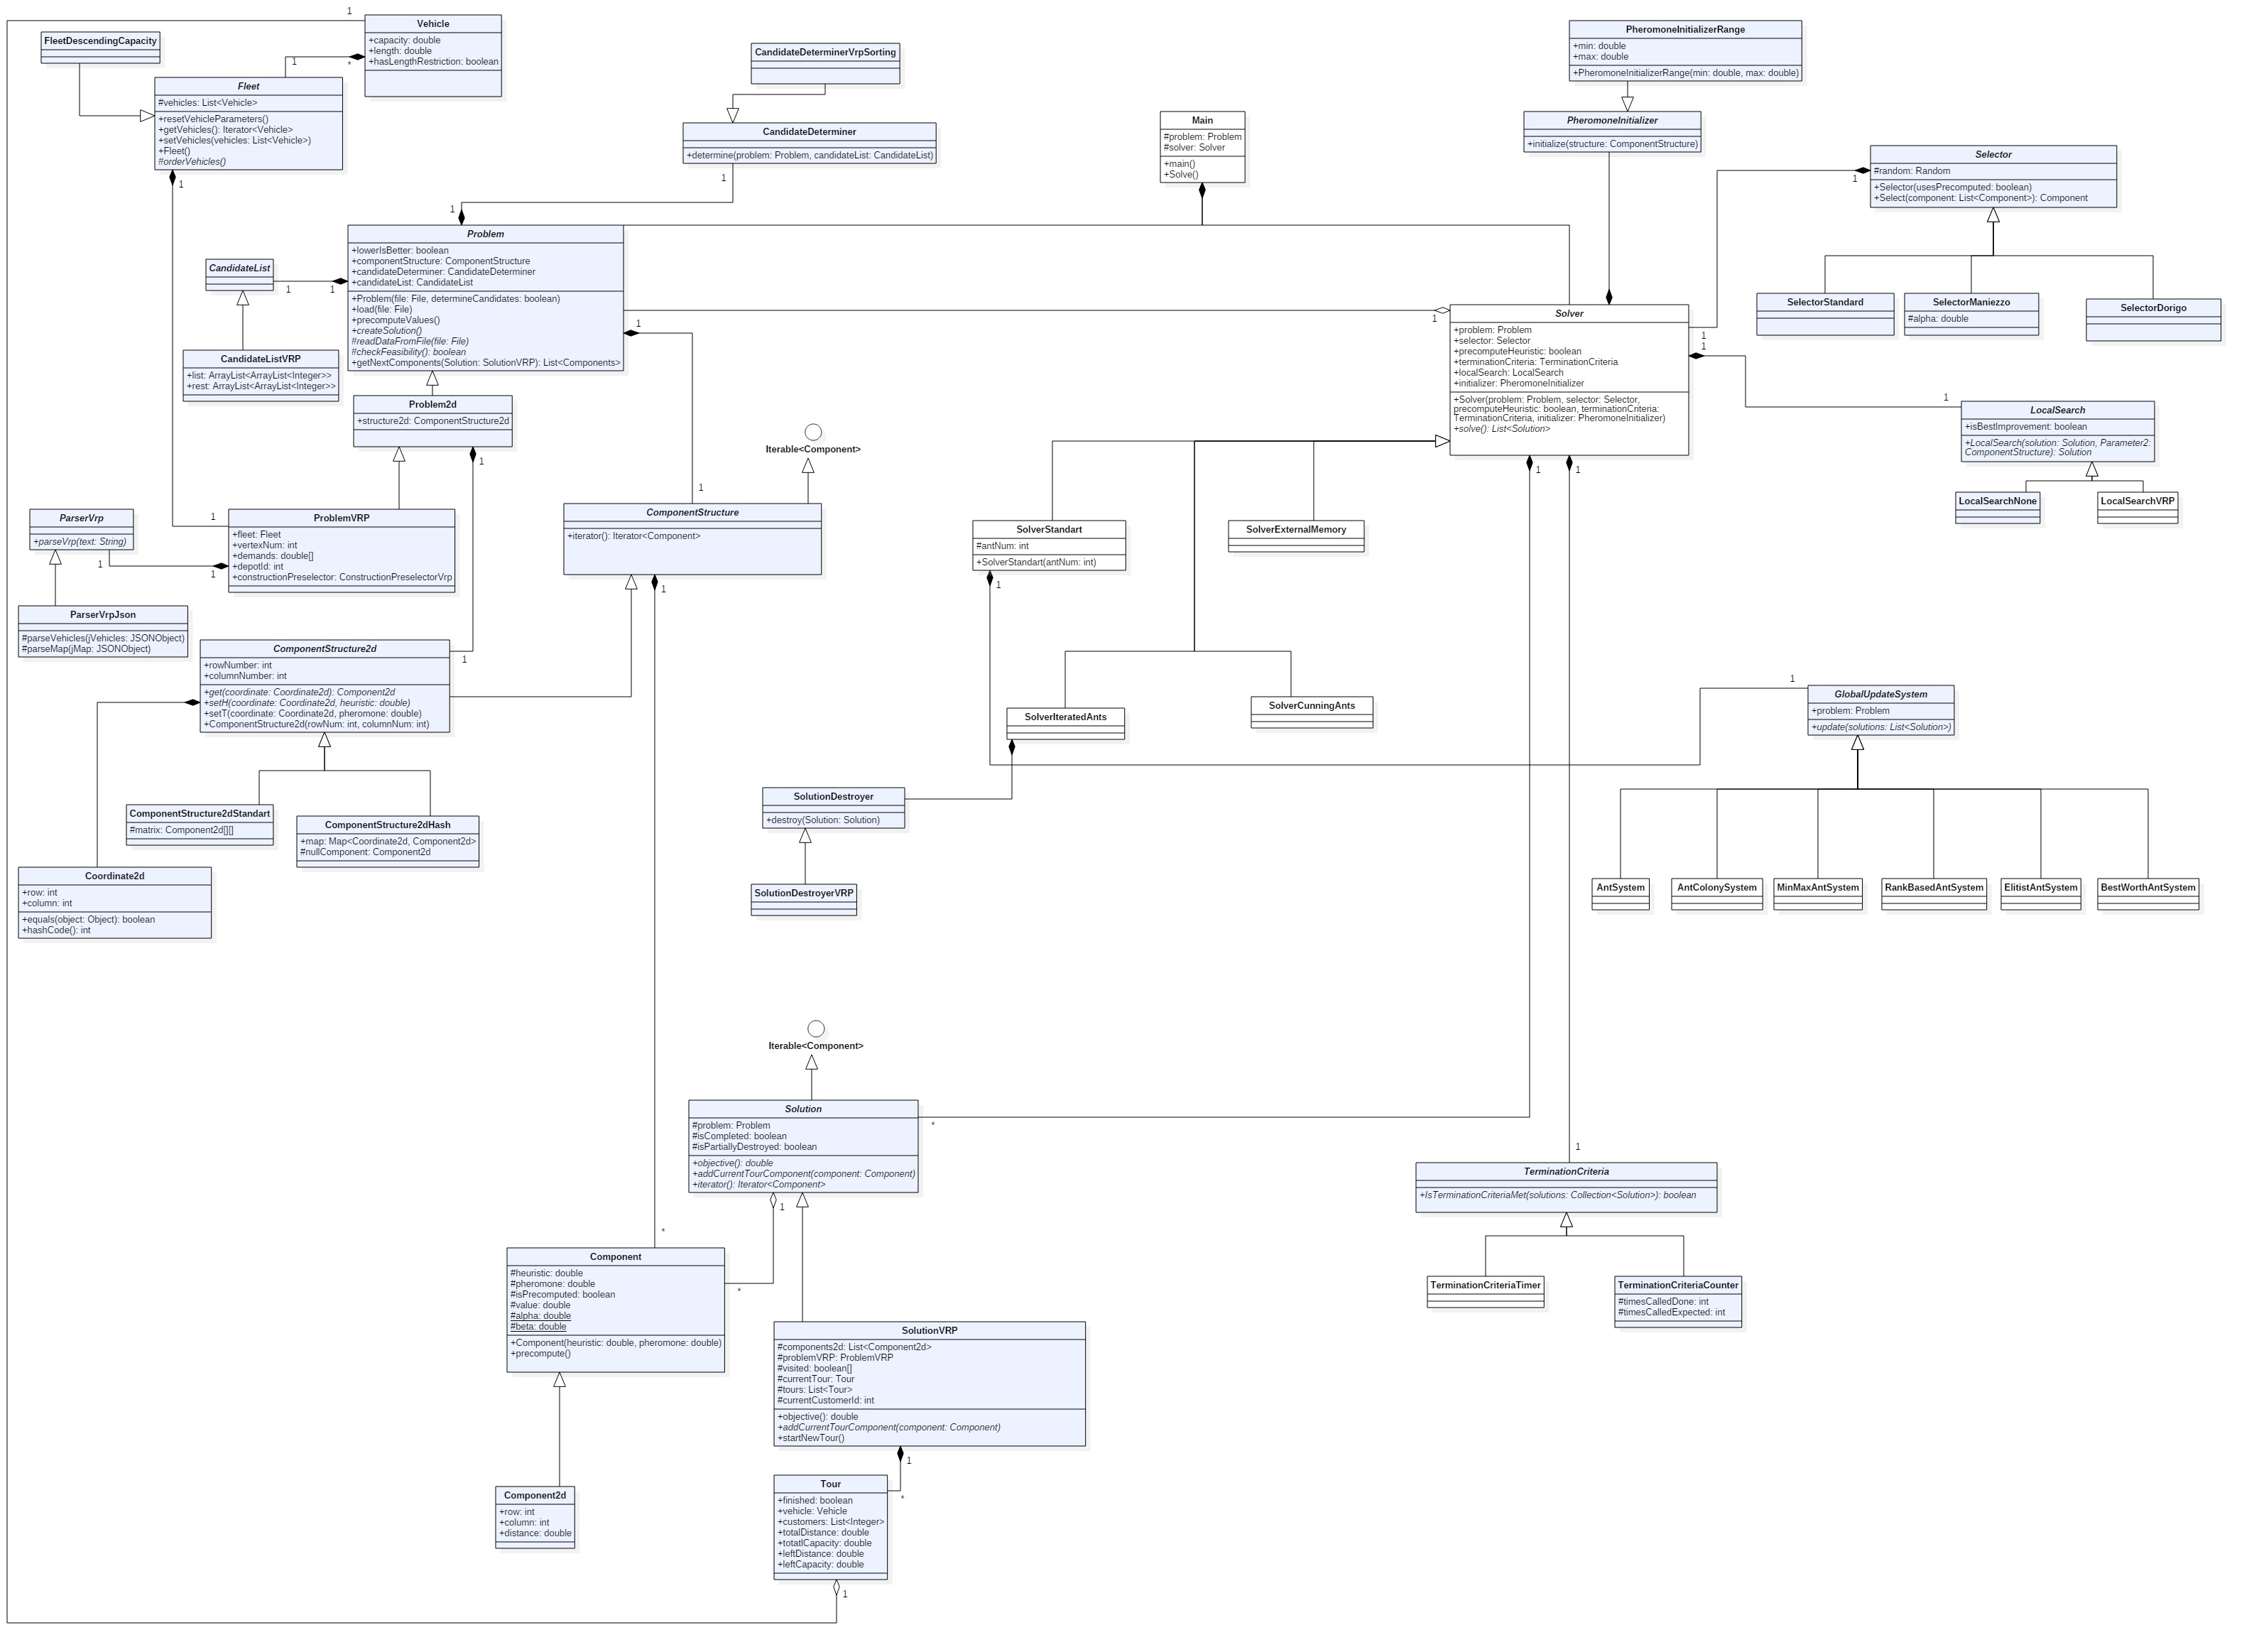 1
Vehicle
+capacity: double
+length: double
+hasLengthRestriction: boolean
1
*
FleetDescendingCapacity
Fleet
#vehicles: List<Vehicle>
+resetVehicleParameters()
+getVehicles(): Iterator<Vehicle>
+setVehicles(vehicles: List<Vehicle>)
+Fleet()
#orderVehicles()
1
CandidateDeterminerVrpSorting
CandidateDeterminer
+determine(problem: Problem, candidateList: CandidateList)
1
1
Main
#problem: Problem
#solver: Solver
+main()
+Solve()
PheromoneInitializerRange
+min: double
+max: double
+PheromoneInitializerRange(min: double, max: double)
PheromoneInitializer
+initialize(structure: ComponentStructure)
Selector
#random: Random
+Selector(usesPrecomputed: boolean)
+Select(component: List<Component>): Component
1
SelectorStandard
SelectorManiezzo
#alpha: double
SelectorDorigo
Problem
+lowerIsBetter: boolean
+componentStructure: ComponentStructure
+candidateDeterminer: CandidateDeterminer
+candidateList: CandidateList
+Problem(file: File, determineCandidates: boolean)
+load(file: File)
+precomputeValues()
+createSolution()
#readDataFromFile(file: File)
#checkFeasibility(): boolean
+getNextComponents(Solution: SolutionVRP): List<Components>
CandidateList
1
1
1
CandidateListVRP
+list: ArrayList<ArrayList<Integer>>
+rest: ArrayList<ArrayList<Integer>>
Problem2d
+structure2d: ComponentStructure2d
1
Solver
+problem: Problem
+selector: Selector
+precomputeHeuristic: boolean
+terminationCriteria: TerminationCriteria
+localSearch: LocalSearch
+initializer: PheromoneInitializer
+Solver(problem: Problem, selector: Selector,
precomputeHeuristic: boolean, terminationCriteria:
TerminationCriteria, initializer: PheromoneInitializer)
+solve(): List<Solution>
1
1
1
1
1
1
LocalSearch
+isBestImprovement: boolean
+LocalSearch(solution: Solution, Parameter2:
ComponentStructure): Solution
LocalSearchNone
LocalSearchVRP
Iterable<Component>
1
ComponentStructure
+iterator(): Iterator<Component>
1
ParserVrp
+parseVrp(text: String)
1
1
1
ProblemVRP
+fleet: Fleet
+vertexNum: int
+demands: double[]
+depotId: int
+constructionPreselector: ConstructionPreselectorVrp
SolverStandart
#antNum: int
+SolverStandart(antNum: int)
1
SolverExternalMemory
ParserVrpJson
#parseVehicles(jVehicles: JSONObject)
#parseMap(jMap: JSONObject)
ComponentStructure2d
+rowNumber: int
+columnNumber: int
+get(coordinate: Coordinate2d): Component2d
+setH(coordinate: Coordinate2d, heuristic: double)
+setT(coordinate: Coordinate2d, pheromone: double)
+ComponentStructure2d(rowNum: int, columnNum: int)
1
SolverIteratedAnts
SolverCunningAnts
1
GlobalUpdateSystem
+problem: Problem
+update(solutions: List<Solution>)
SolutionDestroyer
+destroy(Solution: Solution)
SolutionDestroyerVRP
ComponentStructure2dStandart
#matrix: Component2d[][]
ComponentStructure2dHash
+map: Map<Coordinate2d, Component2d>
#nullComponent: Component2d
Coordinate2d
+row: int
+column: int
+equals(object: Object): boolean
+hashCode(): int
AntSystem
AntColonySystem
MinMaxAntSystem
RankBasedAntSystem
ElitistAntSystem
BestWorthAntSystem
Iterable<Component>
Solution
#problem: Problem
#isCompleted: boolean
#isPartiallyDestroyed: boolean
+objective(): double
+addCurrentTourComponent(component: Component)
+iterator(): Iterator<Component>
*
1
1
TerminationCriteria
+IsTerminationCriteriaMet(solutions: Collection<Solution>): boolean
TerminationCriteriaTimer
TerminationCriteriaCounter
#timesCalledDone: int
#timesCalledExpected: int
*
Component
#heuristic: double
#pheromone: double
#isPrecomputed: boolean
#value: double
#alpha: double
#beta: double
+Component(heuristic: double, pheromone: double)
+precompute()
*
SolutionVRP
#components2d: List<Component2d>
#problemVRP: ProblemVRP
#visited: boolean[]
#currentTour: Tour
#tours: List<Tour>
#currentCustomerId: int
+objective(): double
+addCurrentTourComponent(component: Component)
+startNewTour()
1
*
Component2d
+row: int
+column: int
+distance: double
Tour
+finished: boolean
+vehicle: Vehicle
+customers: List<Integer>
+totalDistance: double
+totatlCapacity: double
+leftDistance: double
+leftCapacity: double
1